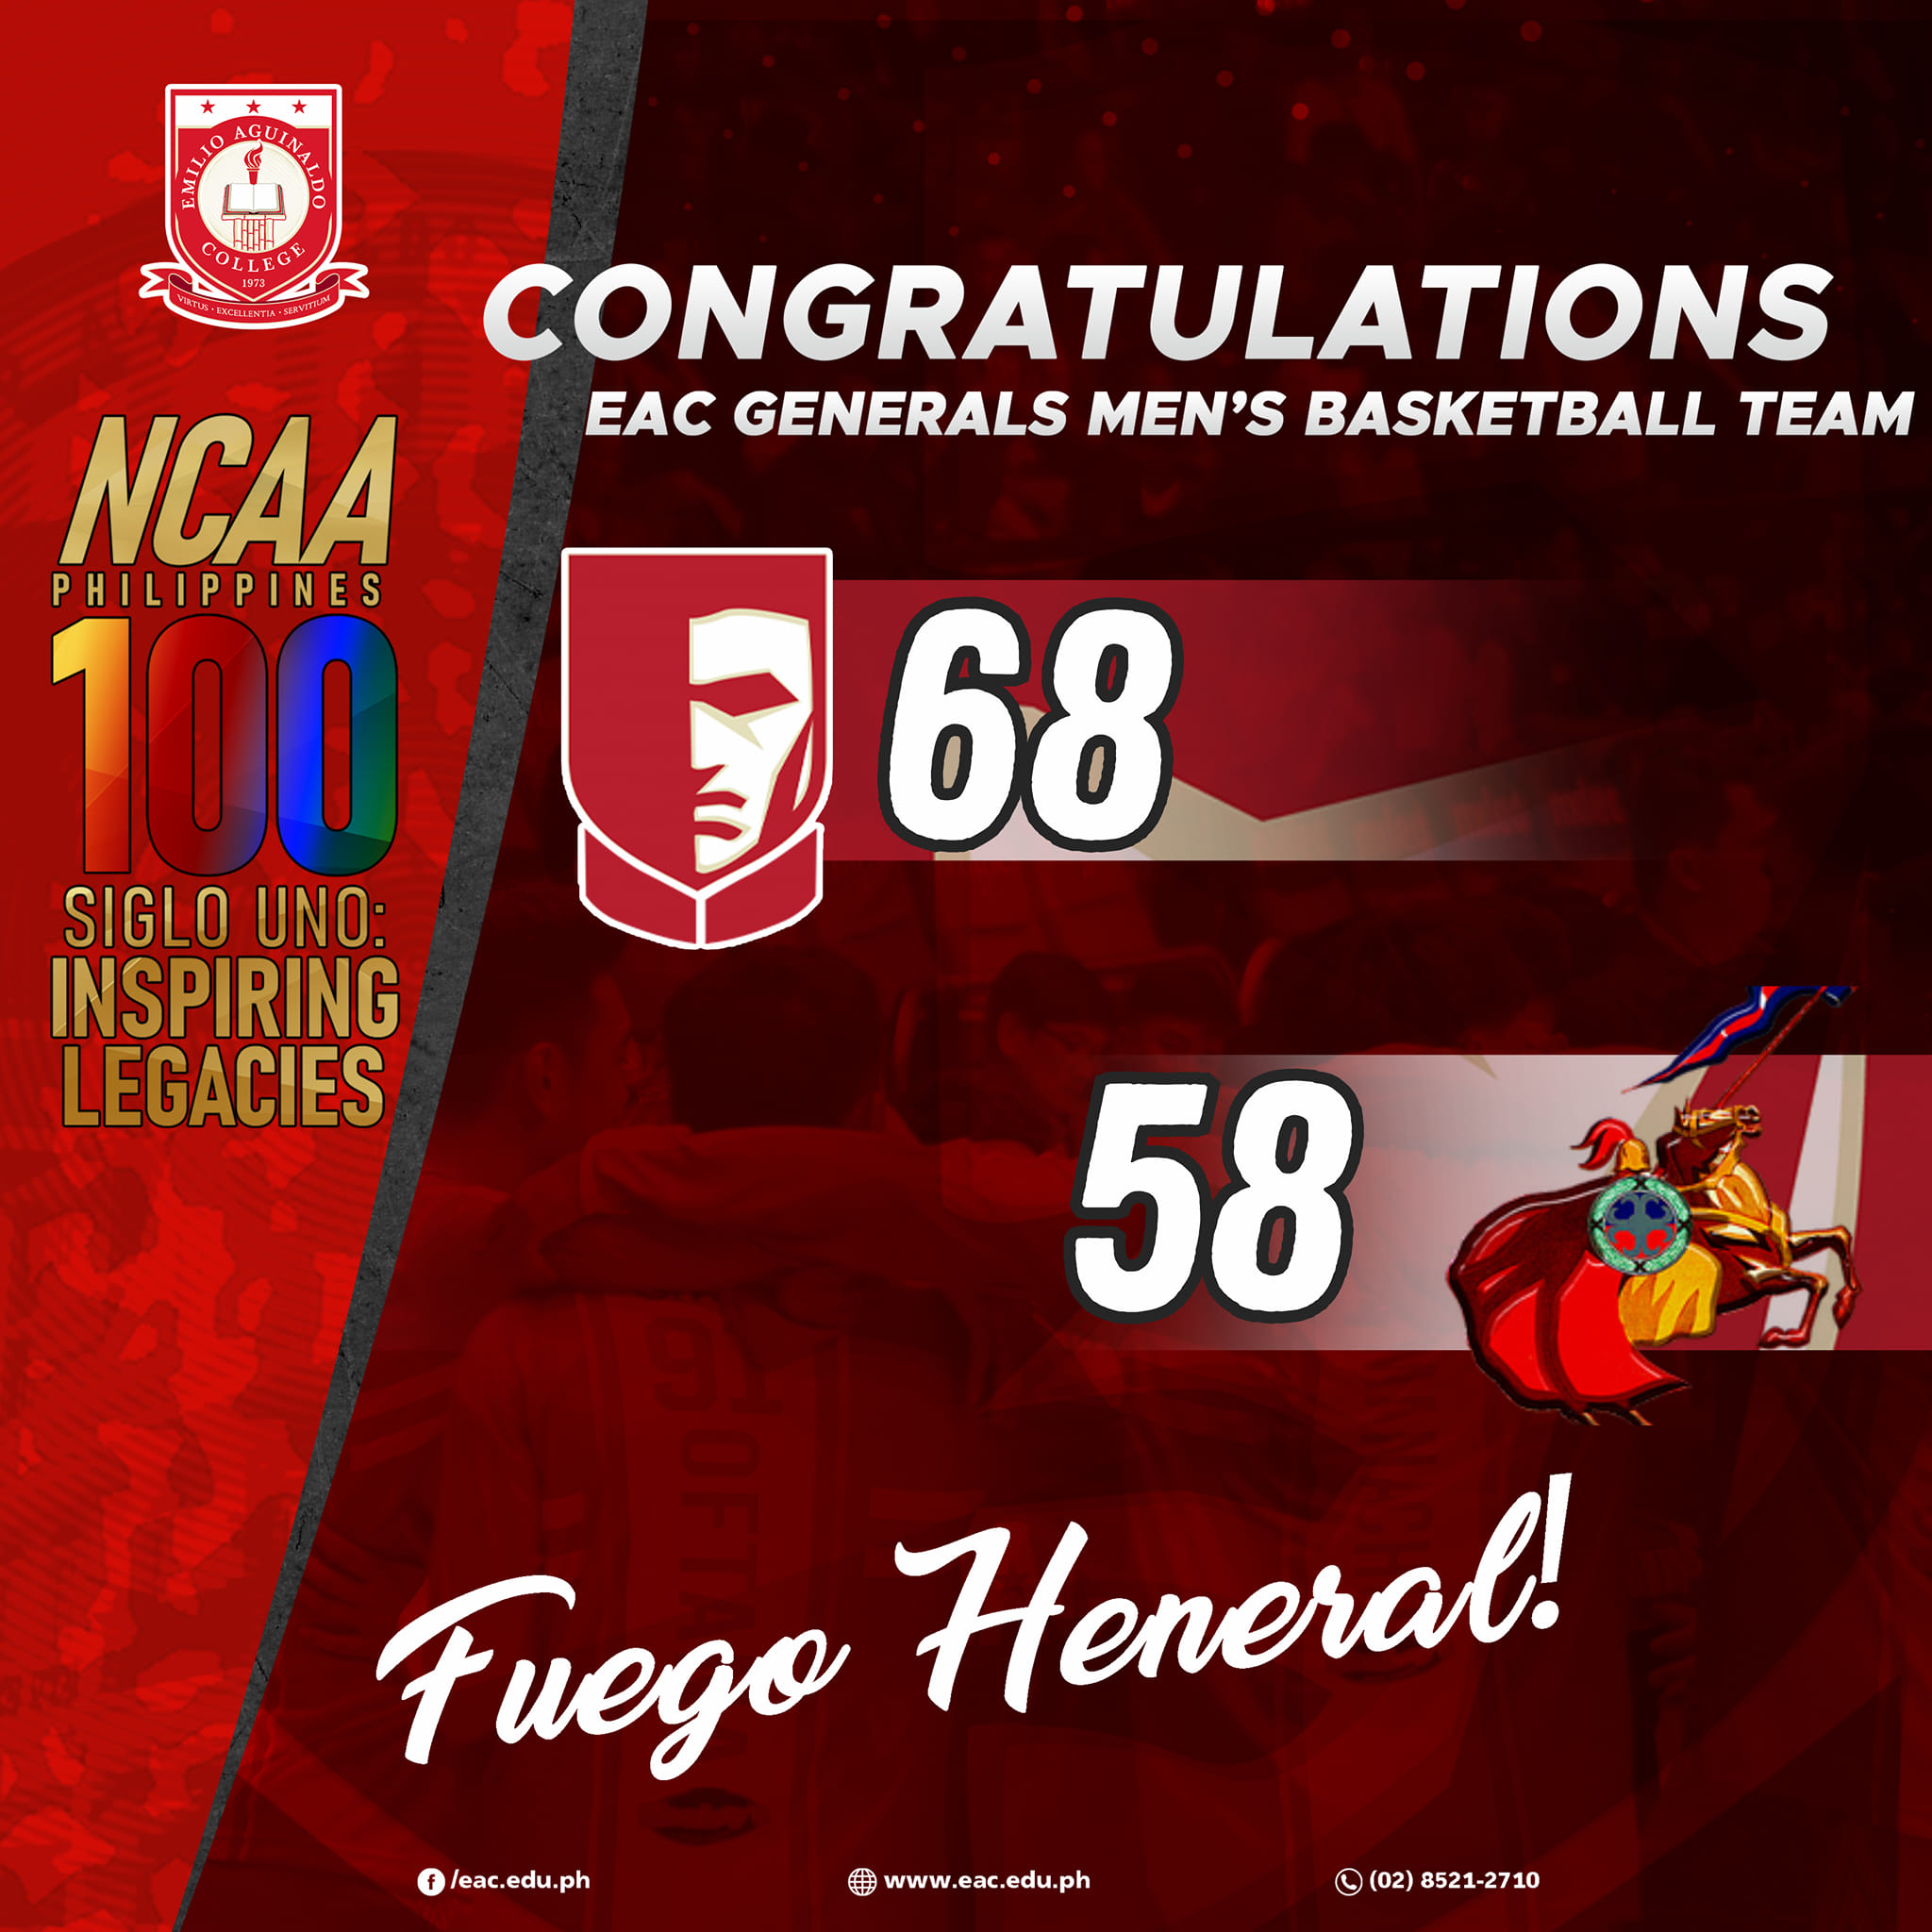 EMILIO AGUINALDO
COLLEGE
1973
VIRTUS • EXCELLENTIA • SERVITIUM
CONGRATULATIONS
EAC GENERALS MEN'S BASKETBALL TEAM
NCAA
PHILIPPINES
100
SIGLO UNO:
INSPIRING
LEGACIES
68
58
Fuego Heneral!
/eac.edu.ph
www.eac.edu.ph
(02) 8521-2710